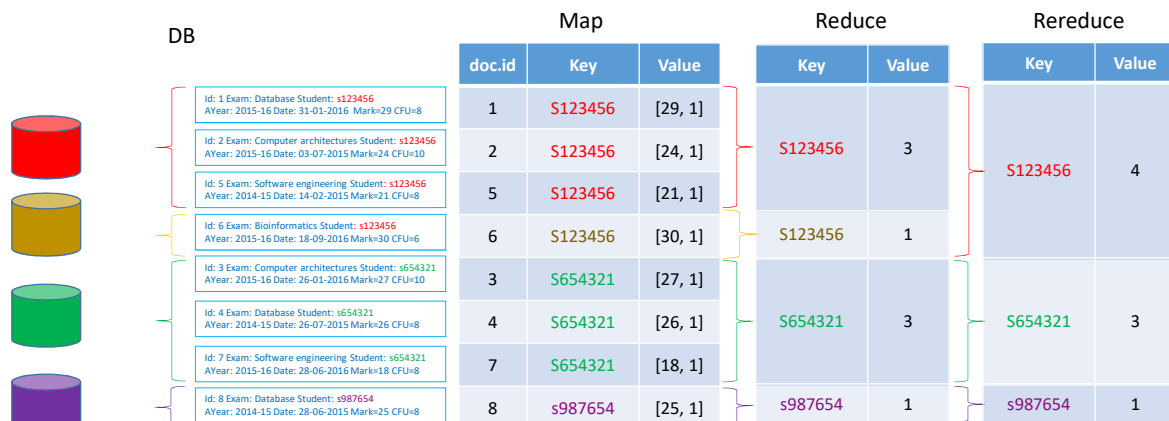 DB
Map
Reduce
Rereduce
doc.id Key Value
Key Value
Key Value
Id: 1 Exam: Database Student: s123456
AYear: 2015-16 Date: 31-01-2016 Mark=29 CFU=8
Id: 2 Exam: Computer architectures Student: s123456
AYear: 2015-16 Date: 03-07-2015 Mark=24 CFU=10
Id: 5 Exam: Software engineering Student: s123456
AYear: 2014-15 Date: 14-02-2015 Mark=21 CFU=8
Id: 6 Exam: Bioinformatics Student: s123456
AYear: 2015-16 Date: 18-09-2016 Mark=30 CFU=6
Id: 3 Exam: Computer architectures Student: s654321
AYear: 2015-16 Date: 26-01-2016 Mark=27 CFU=10
Id: 4 Exam: Database Student: s654321
AYear: 2014-15 Date: 26-07-2015 Mark=26 CFU=8
Id: 7 Exam: Software engineering Student: s654321
AYear: 2015-16 Date: 28-06-2016 Mark=18 CFU=8
Id: 8 Exam: Database Student: s987654
AYear: 2014-15 Date: 28-06-2015 Mark=25 CFU=8
1 S123456 [29, 1]
2 S123456 [24, 1]
5 S123456 [21, 1]
6 S123456 [30, 1]
3 S654321 [27, 1]
4 S654321 [26, 1]
7 S654321 [18, 1]
8 s987654 [25, 1]
S123456 3
S123456 1
S654321 3
s987654 1
S123456 4
S654321 3
s987654 1